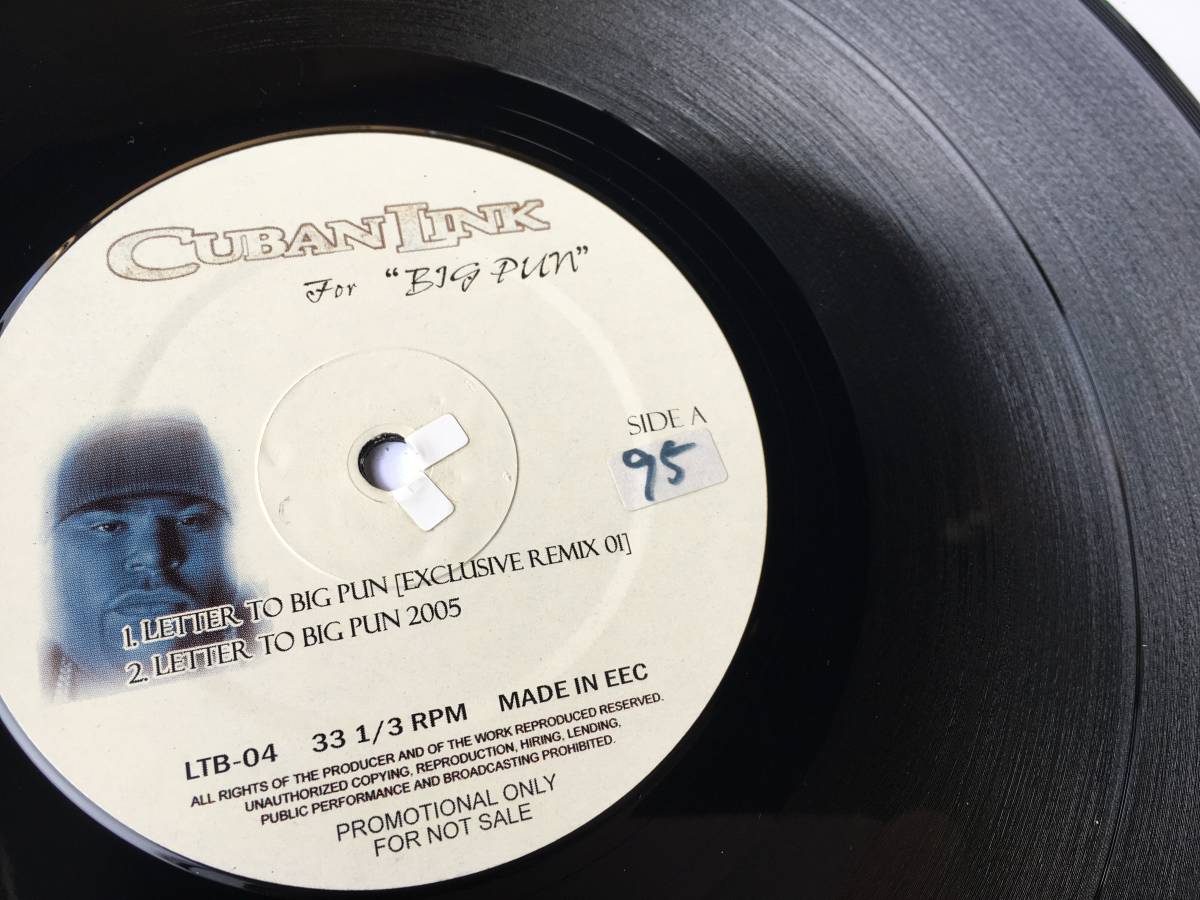 CUBAN LINK
For "BIG PUN"
SIDE A
95
1. LETTER TO BIG PUN [EXCLUSIVE REMIX 01]
2. LETTER TO BIG PUN 2005
LTB-04 33 1/3 RPM MADE IN EEC
ALL RIGHTS OF THE PRODUCER AND OF THE WORK REPRODUCED RESERVED.
UNAUTHORIZED COPYING, REPRODUCTION, HIRING, LENDING,
PUBLIC PERFORMANCE AND BROADCASTING PROHIBITED.
PROMOTIONAL ONLY
FOR NOT SALE